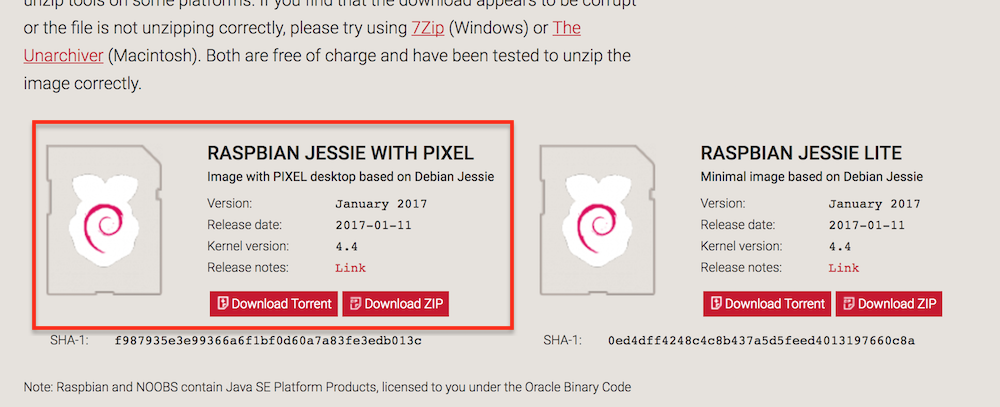 unzip tools on some platforms. If you find that the download appears to be corrupt
or the file is not unzipping correctly, please try using 7Zip (Windows) or The
Unarchiver (Macintosh). Both are free of charge and have been tested to unzip the
image correctly.
RASPBIAN JESSIE WITH PIXEL
Image with PIXEL desktop based on Debian Jessie
Version: January 2017
Release date: 2017-01-11
Kernel version: 4.4
Release notes: Link
Download Torrent Download ZIP
SHA-1: f987935e3e99366a6f1bf0d60a7a83fe3edb013c
RASPBIAN JESSIE LITE
Minimal image based on Debian Jessie
Version: January 2017
Release date: 2017-01-11
Kernel version: 4.4
Release notes: Link
Download Torrent Download ZIP
SHA-1: 0ed4dff4248c4c8b437a5d5feed4013197660c8a
Note: Raspbian and NOOBS contain Java SE Platform Products, licensed to you under the Oracle Binary Code